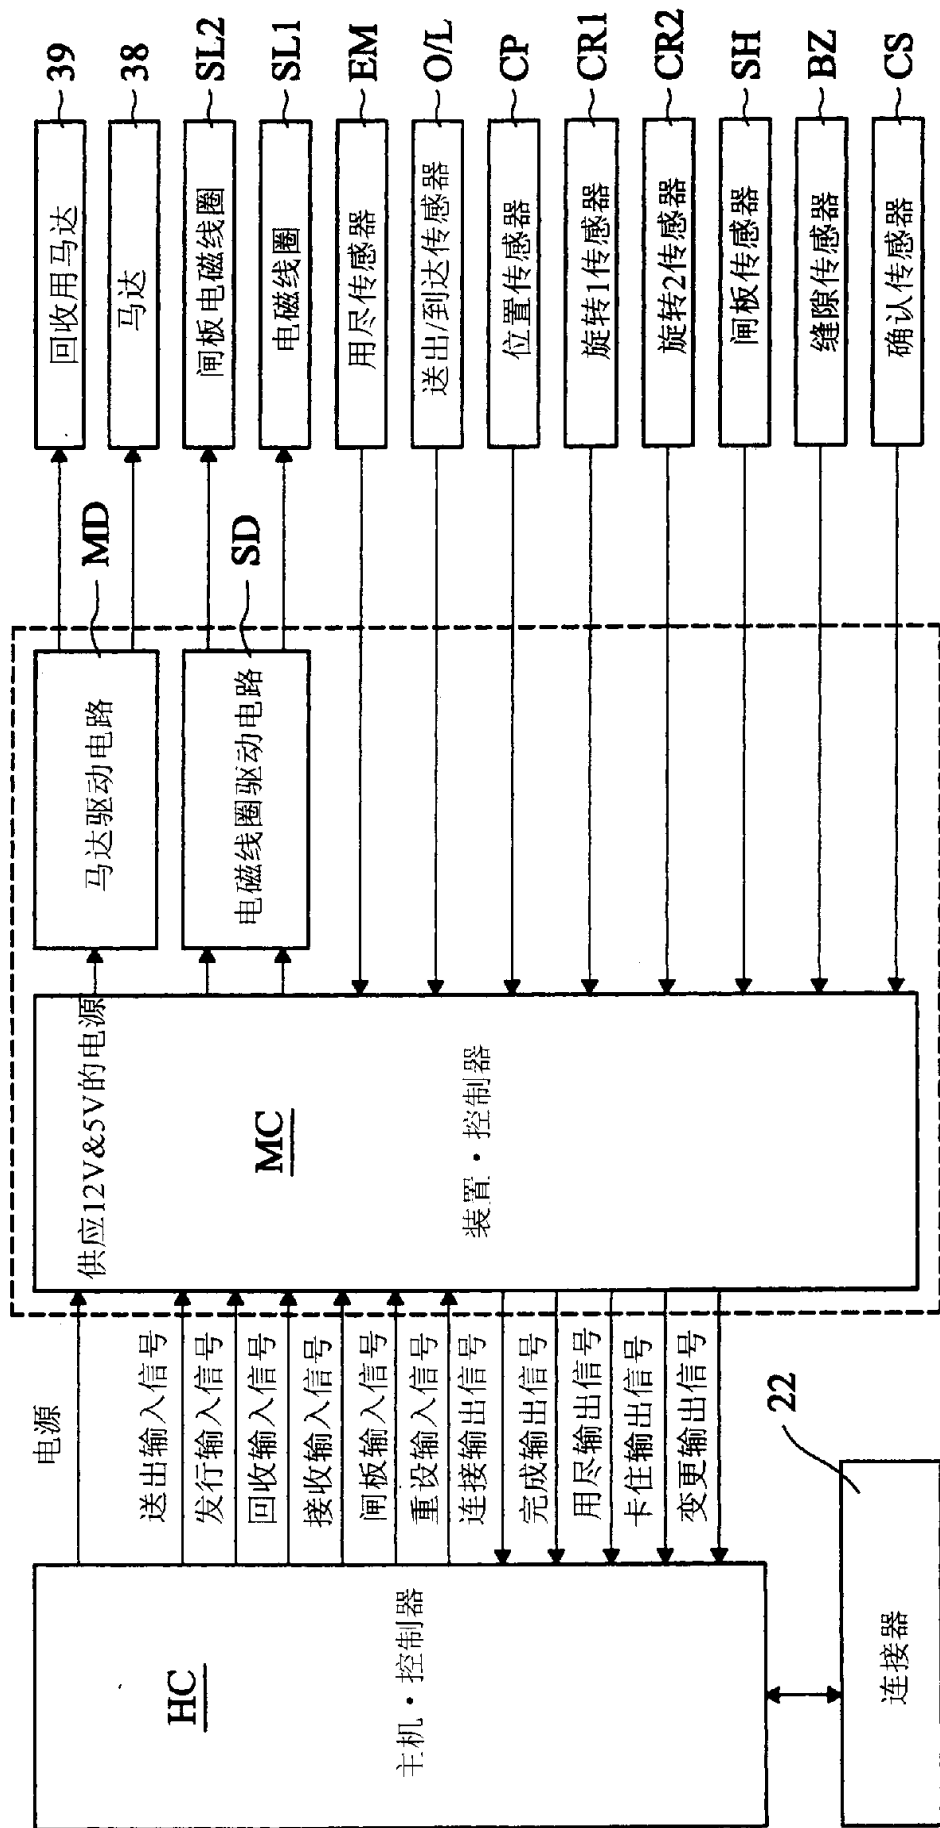 HC
主机・控制器
连接器
22
电源
送出输入信号
发行输入信号
回收输入信号
接收输入信号
闸板输入信号
重设输入信号
连接输出信号
完成输出信号
用尽输出信号
卡住输出信号
变更输出信号
供应12V&5V的电源
MC
装置・控制器
马达驱动电路
MD
电磁线圈驱动电路
SD
回收用马达
39
马达
38
闸板电磁线圈
SL2
电磁线圈
SL1
用尽传感器
EM
送出/到达传感器
O/L
位置传感器
CP
旋转1传感器
CR1
旋转2传感器
CR2
闸板传感器
SH
缝隙传感器
BZ
确认传感器
CS